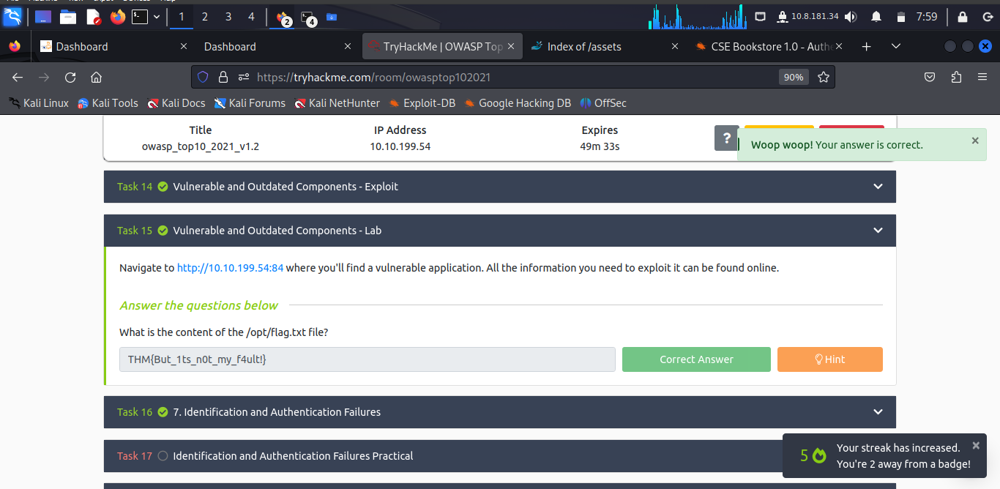 1 2 3 4 2 4 10.8.181.34 7:59
Dashboard Dashboard TryHackMe | OWASP Top Index of /assets CSE Bookstore 1.0 - Authe
https://tryhackme.com/room/owasptop102021 90%
Kali Linux Kali Tools Kali Docs Kali Forums Kali NetHunter Exploit-DB Google Hacking DB OffSec
Title IP Address Expires
owasp_top10_2021_v1.2 10.10.199.54 49m 33s
?
Woop woop! Your answer is correct.
Task 14 Vulnerable and Outdated Components - Exploit
Task 15 Vulnerable and Outdated Components - Lab
Navigate to http://10.10.199.54:84 where you'll find a vulnerable application. All the information you need to exploit it can be found online.
Answer the questions below
What is the content of the /opt/flag.txt file?
THM{But_1ts_n0t_my_f4ult!} Correct Answer Hint
Task 16 7. Identification and Authentication Failures
Task 17 Identification and Authentication Failures Practical
5 Your streak has increased.
You're 2 away from a badge!